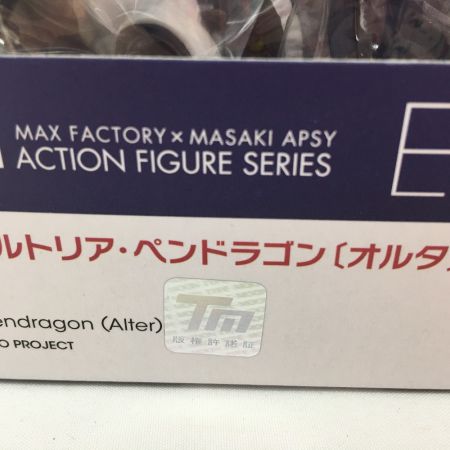 MAX FACTORY × MASAKI APSY
ACTION FIGURE SERIES
ルトリア・ペンドラゴン〔オルタ
endragon (Alter)
O PROJECT
TM
版權許諾証